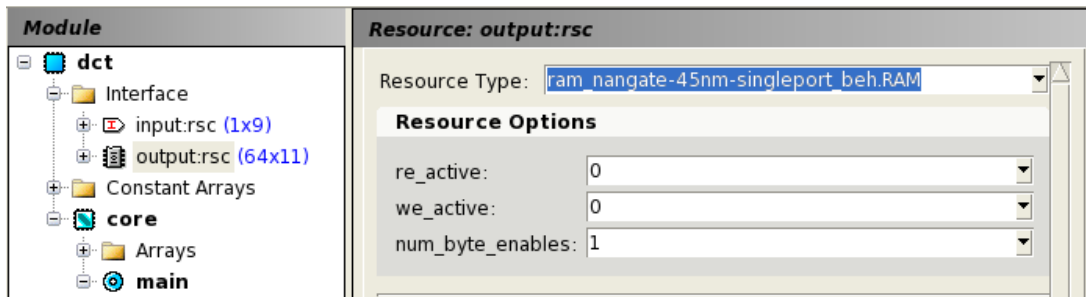 Module
dct
Interface
input:rsc (1x9)
output:rsc (64x11)
Constant Arrays
core
Arrays
main
Resource: output:rsc
Resource Type: ram_nangate-45nm-singleport_beh.RAM
Resource Options
re_active: 0
we_active: 0
num_byte_enables: 1